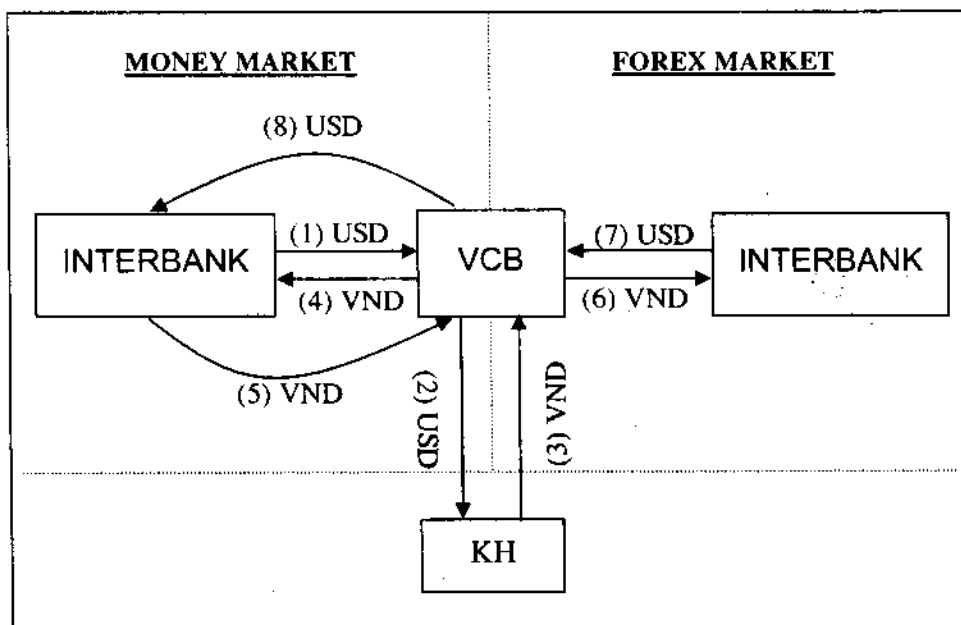 MONEY MARKET
FOREX MARKET
(8) USD
INTERBANK
(1) USD
VCB
(7) USD
INTERBANK
(4) VND
(6) VND
(5) VND
(2) USD
(3) VND
KH